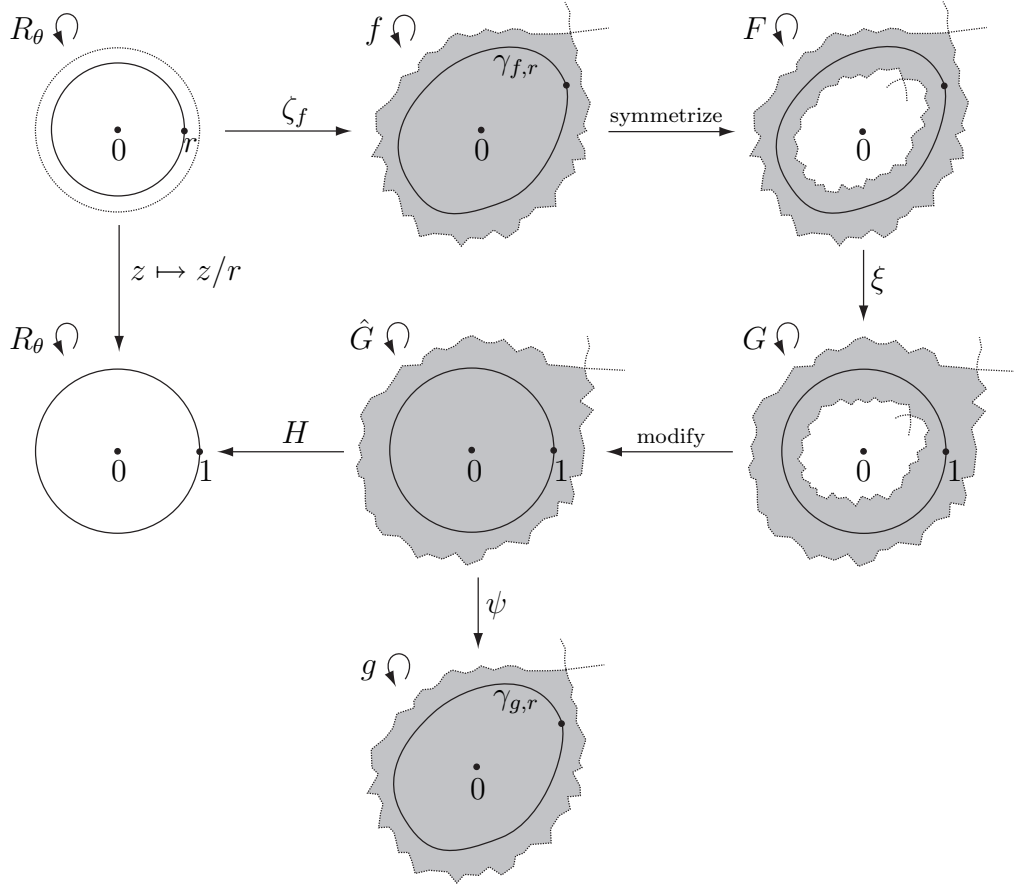 R_θ
f
F
γ_{f,r}
ζ_f
symmetrize
0
r
0
0
z ↦ z/r
ξ
R_θ
Ĝ
G
H
modify
0
1
0
1
0
1
ψ
g
γ_{g,r}
0